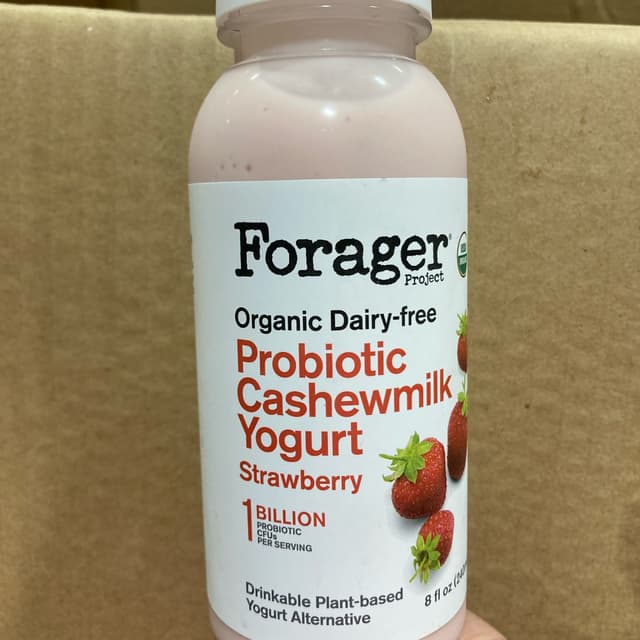 Forager
Project
Organic Dairy-free
Probiotic
Cashewmilk
Yogurt
Strawberry
1 BILLION
PROBIOTIC
CFUs
PER SERVING
Drinkable Plant-based
Yogurt Alternative
8 fl oz